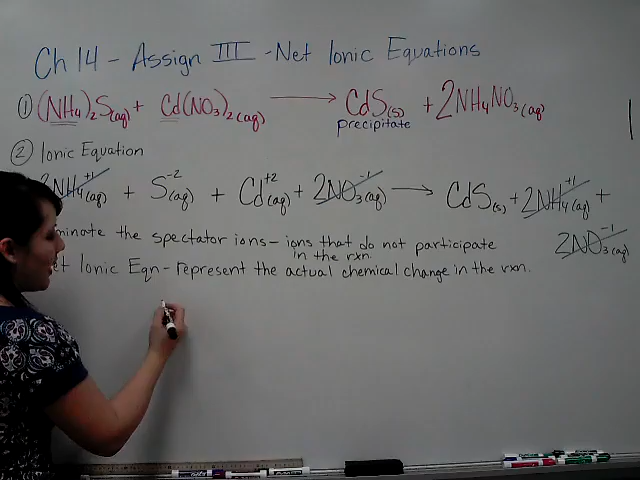 Ch 14 - Assign III - Net Ionic Equations
① (NH₄)₂S(aq) + Cd(NO₃)₂(aq) → CdS(s) + 2NH₄NO₃(aq)
precipitate
② Ionic Equation
2NH₄⁺¹(aq) + S⁻²(aq) + Cd⁺²(aq) + 2NO₃⁻¹(aq) → CdS(s) + 2NH₄⁺¹(aq) +
2NO₃⁻¹(aq)
minate the spectator ions - ions that do not participate
in the rxn.
et Ionic Eqn - represent the actual chemical change in the rxn.